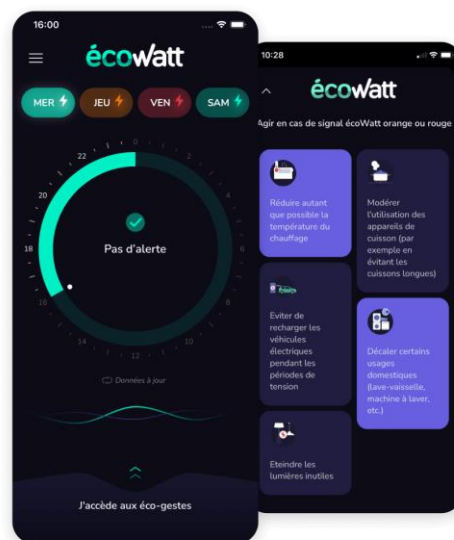 16:00
écoWatt
MER
JEU
VEN
SAM
0
2
4
6
8
10
12
14
16
18
20
22
Pas d'alerte
Données à jour
J'accède aux éco-gestes
10:28
écoWatt
Agir en cas de signal écoWatt orange ou rouge
Réduire autant
que possible la
température du
chauffage
Modérer
l'utilisation des
appareils de
cuisson (par
exemple en
évitant les
cuissons longues)
Eviter de
recharger les
véhicules
électriques
pendant les
périodes de
tension
Décaler certains
usages
domestiques
(lave-vaisselle,
machine à laver,
etc.)
Eteindre les
lumières inutiles